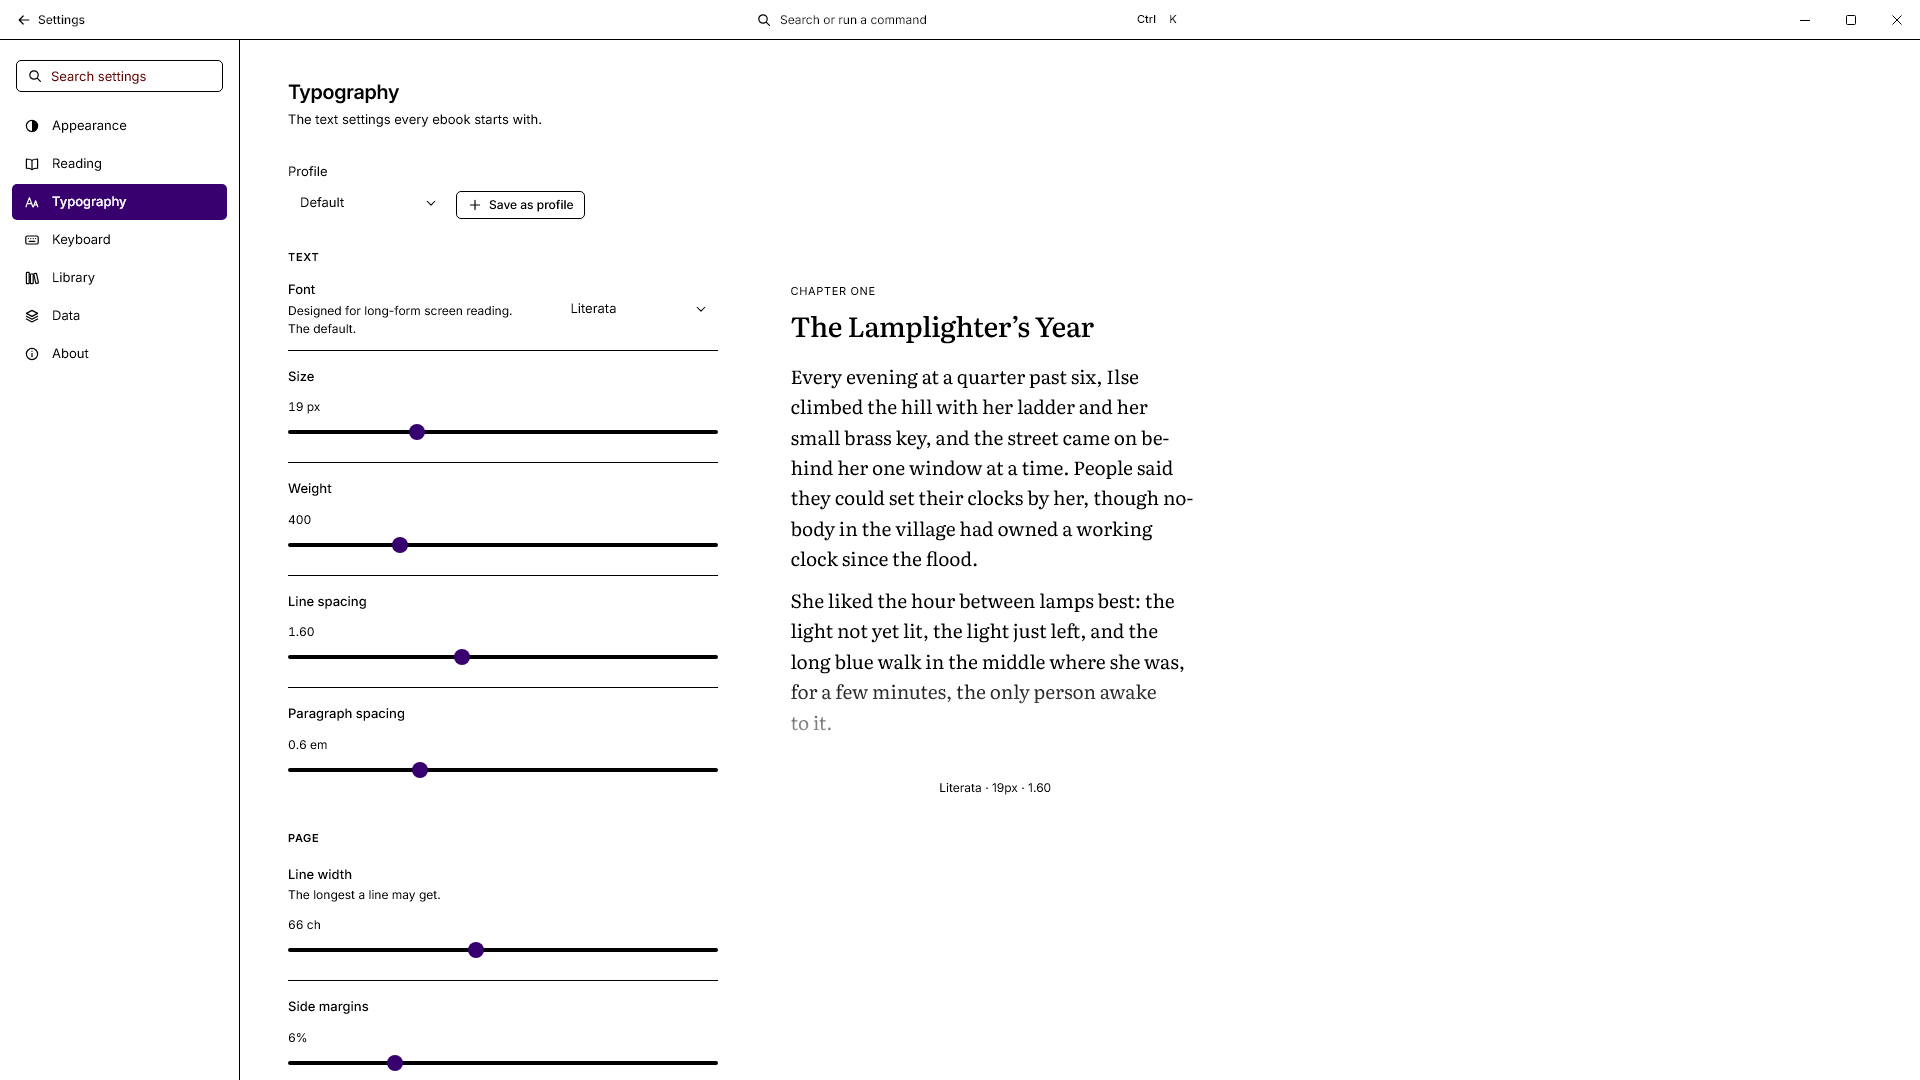 Settings
Search or run a command
Ctrl K
Search settings
Appearance
Reading
Typography
Keyboard
Library
Data
About
Typography
The text settings every ebook starts with.
Profile
Default
Save as profile
TEXT
Font
Designed for long-form screen reading.
The default.
Literata
Size
19 px
Weight
400
Line spacing
1.60
Paragraph spacing
0.6 em
PAGE
Line width
The longest a line may get.
66 ch
Side margins
6%
CHAPTER ONE
The Lamplighter’s Year
Every evening at a quarter past six, Ilse
climbed the hill with her ladder and her
small brass key, and the street came on be-
hind her one window at a time. People said
they could set their clocks by her, though no-
body in the village had owned a working
clock since the flood.
She liked the hour between lamps best: the
light not yet lit, the light just left, and the
long blue walk in the middle where she was,
for a few minutes, the only person awake
to it.
Literata · 19px · 1.60